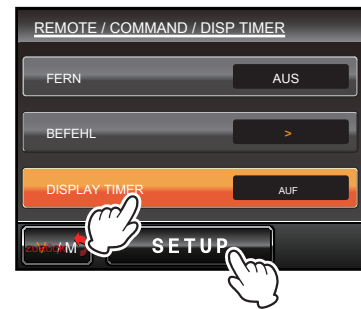 REMOTE / COMMAND / DISP TIMER
FERN AUS
BEFEHL >
DISPLAY TIMER AUF
SETUP